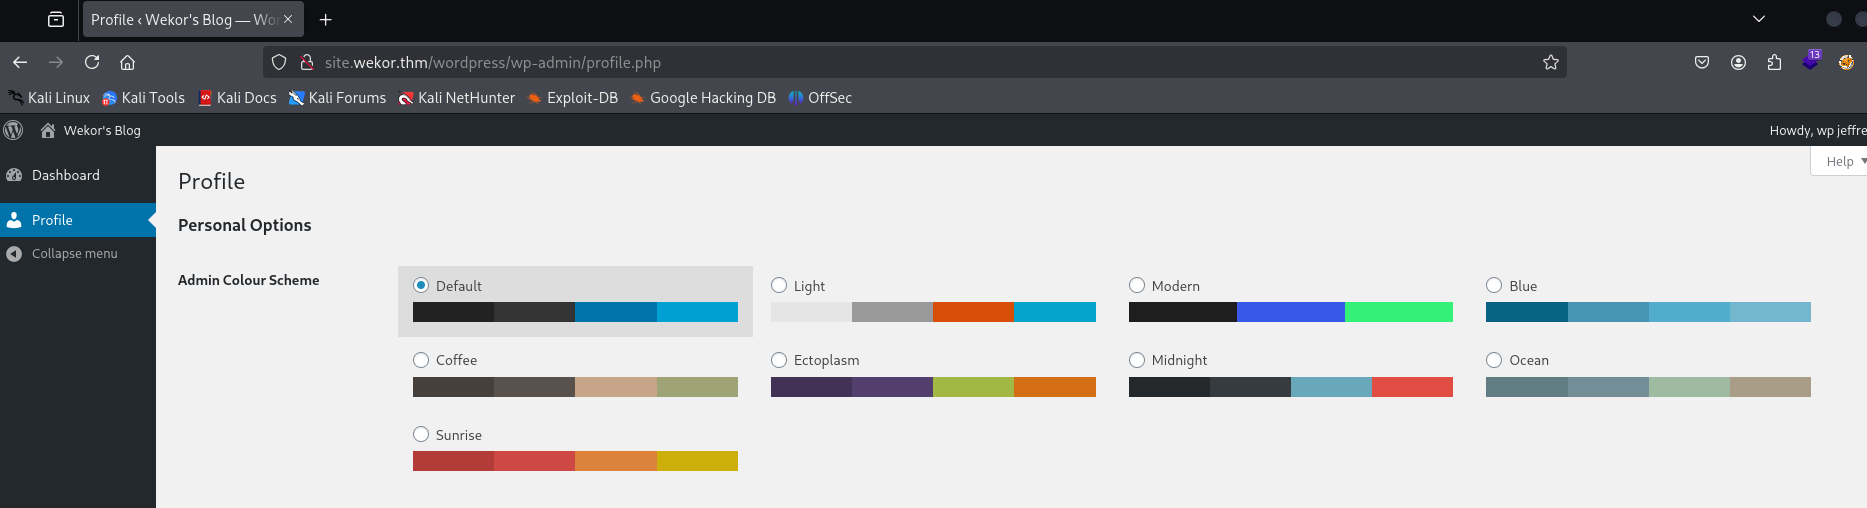 Profile ‹ Wekor's Blog — Wor
site.wekor.thm/wordpress/wp-admin/profile.php
13
Kali Linux Kali Tools Kali Docs Kali Forums Kali NetHunter Exploit-DB Google Hacking DB OffSec
Wekor's Blog Howdy, wp jeffre
Help
Dashboard
Profile
Collapse menu
Profile
Personal Options
Admin Colour Scheme
Default Light Modern Blue
Coffee Ectoplasm Midnight Ocean
Sunrise